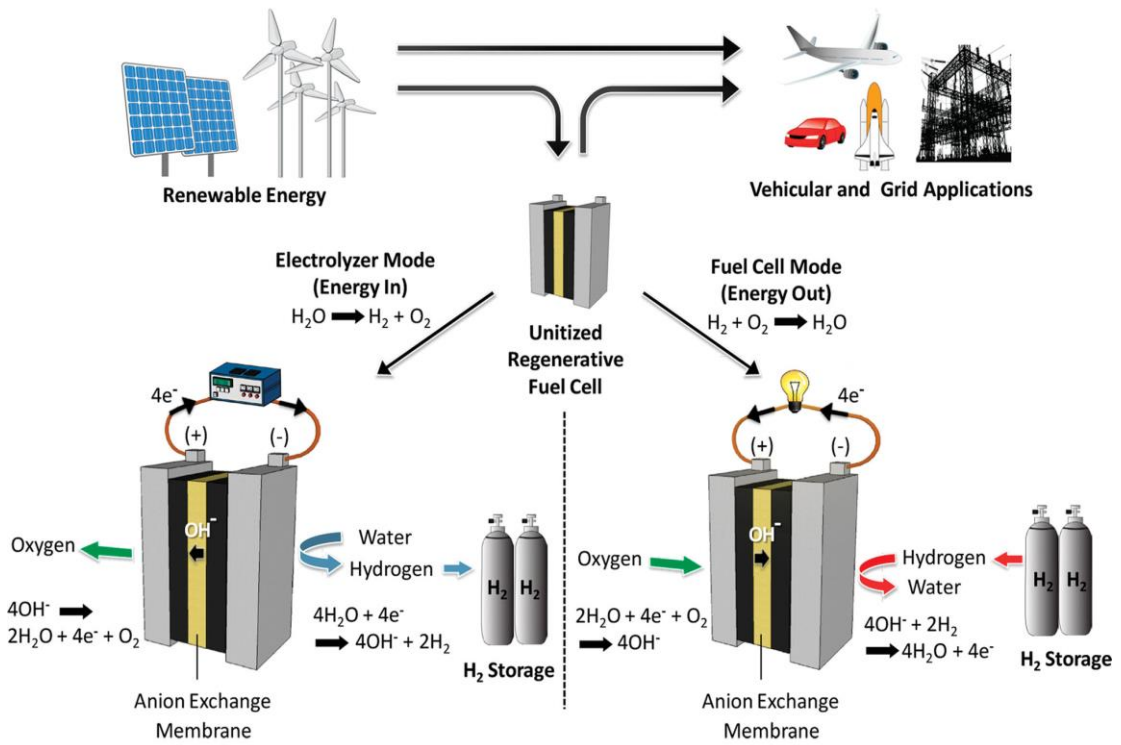 Renewable Energy
Vehicular and Grid Applications
Electrolyzer Mode
(Energy In)
H₂O → H₂ + O₂
Fuel Cell Mode
(Energy Out)
H₂ + O₂ → H₂O
Unitized
Regenerative
Fuel Cell
4e⁻
(+)
(-)
OH⁻
Oxygen
Water
Hydrogen
H₂
H₂
4OH⁻ →
2H₂O + 4e⁻ + O₂
4H₂O + 4e⁻
→ 4OH⁻ + 2H₂
H₂ Storage
Anion Exchange
Membrane
4e⁻
(+)
(-)
OH⁻
Oxygen
Hydrogen
Water
H₂
H₂
2H₂O + 4e⁻ + O₂
→ 4OH⁻
4OH⁻ + 2H₂
→ 4H₂O + 4e⁻
H₂ Storage
Anion Exchange
Membrane